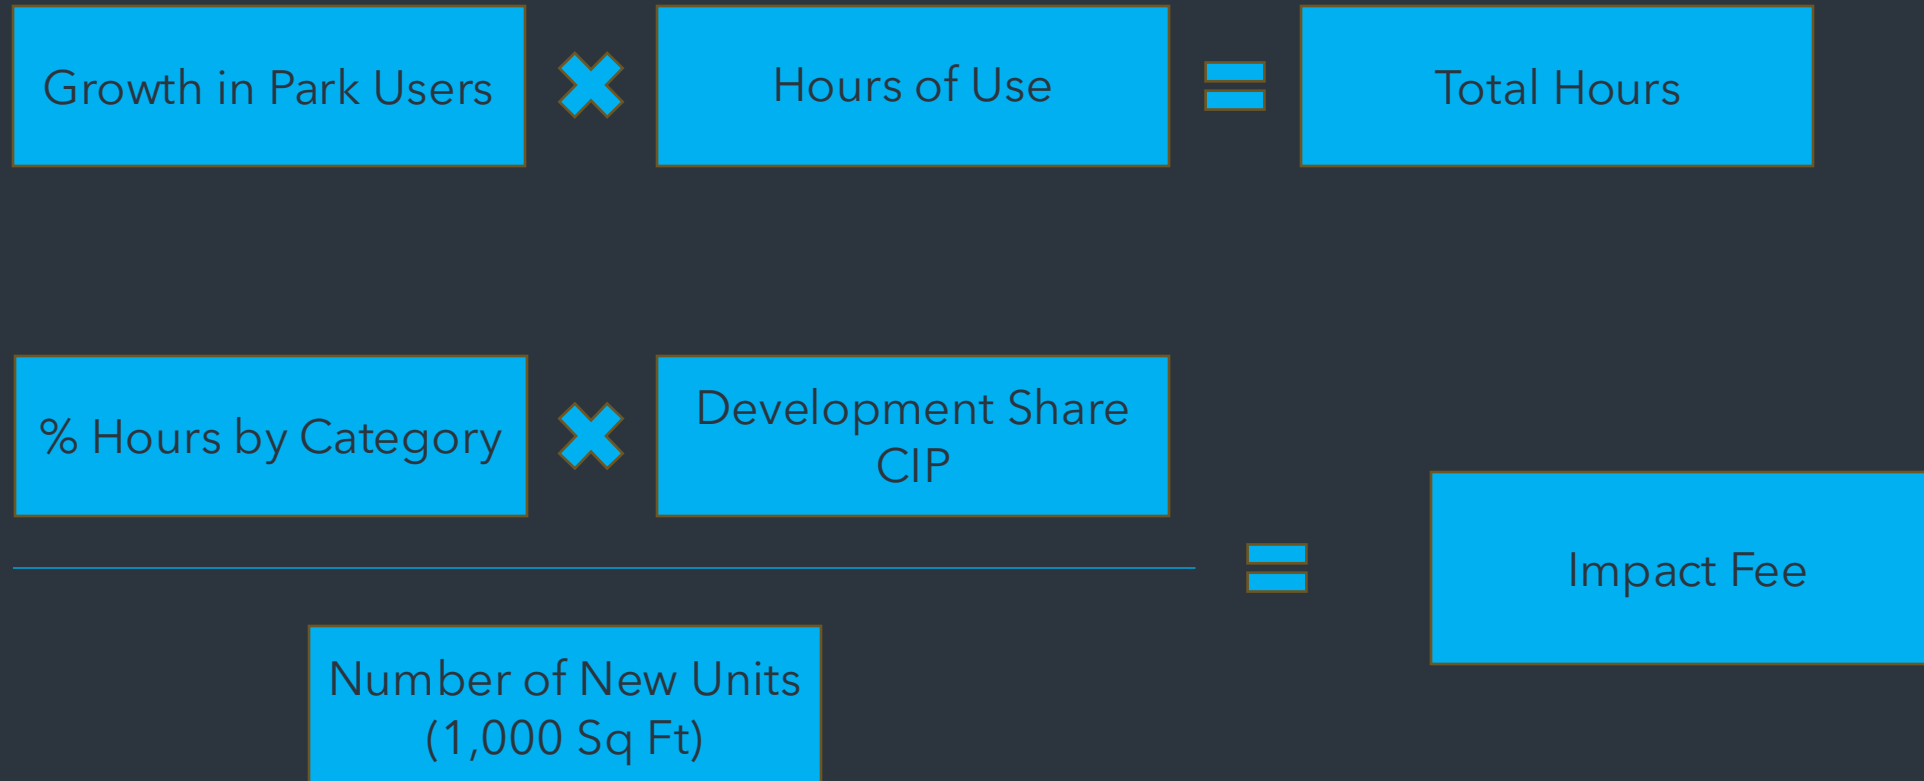 Growth in Park Users
Hours of Use
Total Hours
% Hours by Category
Development Share
CIP
Impact Fee
Number of New Units
(1,000 Sq Ft)